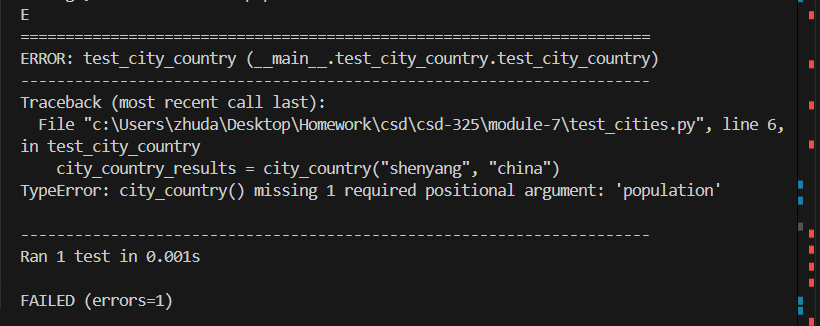 E
======================================================================
ERROR: test_city_country (__main__.test_city_country.test_city_country)
----------------------------------------------------------------------
Traceback (most recent call last):
  File "c:\Users\zhuda\Desktop\Homework\csd\csd-325\module-7\test_cities.py", line 6,
in test_city_country
    city_country_results = city_country("shenyang", "china")
TypeError: city_country() missing 1 required positional argument: 'population'

----------------------------------------------------------------------
Ran 1 test in 0.001s

FAILED (errors=1)